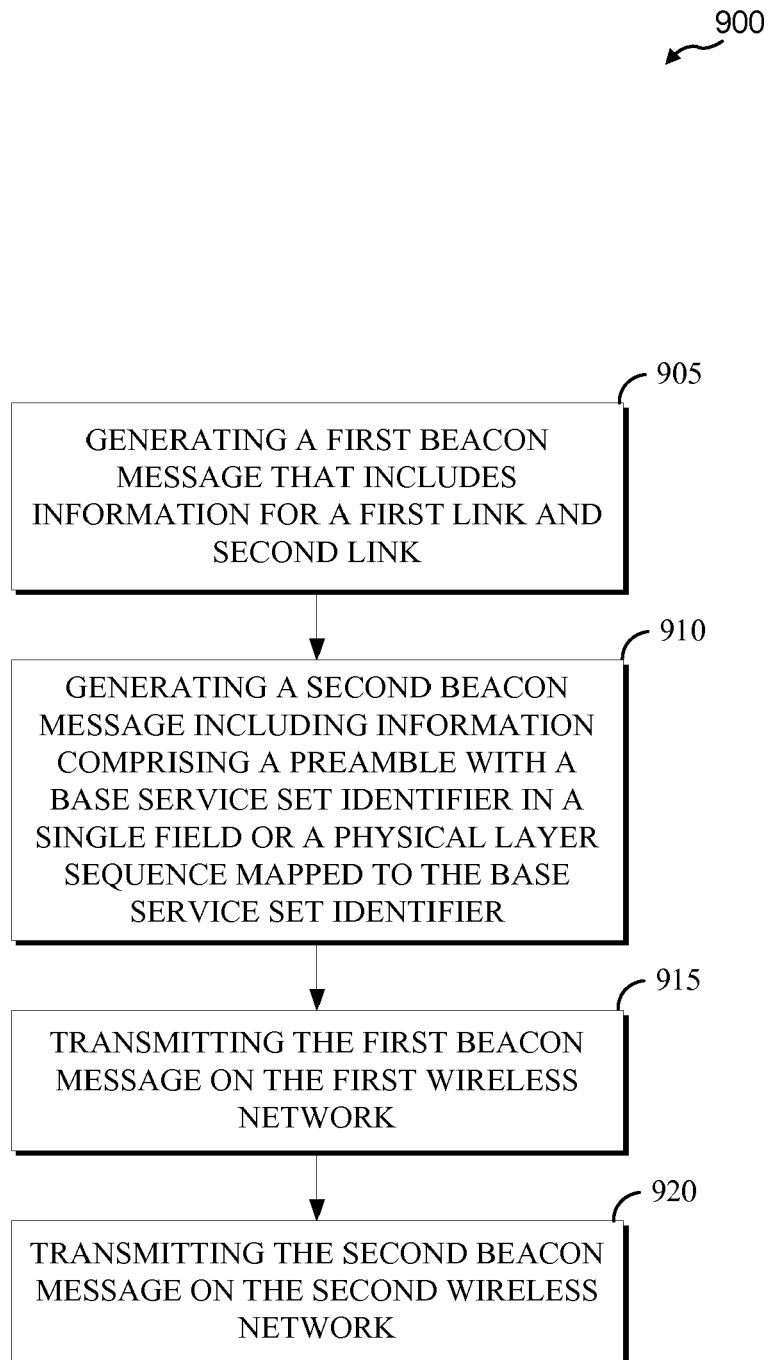 900
905
GENERATING A FIRST BEACON
MESSAGE THAT INCLUDES
INFORMATION FOR A FIRST LINK AND
SECOND LINK
910
GENERATING A SECOND BEACON
MESSAGE INCLUDING INFORMATION
COMPRISING A PREAMBLE WITH A
BASE SERVICE SET IDENTIFIER IN A
SINGLE FIELD OR A PHYSICAL LAYER
SEQUENCE MAPPED TO THE BASE
SERVICE SET IDENTIFIER
915
TRANSMITTING THE FIRST BEACON
MESSAGE ON THE FIRST WIRELESS
NETWORK
920
TRANSMITTING THE SECOND BEACON
MESSAGE ON THE SECOND WIRELESS
NETWORK